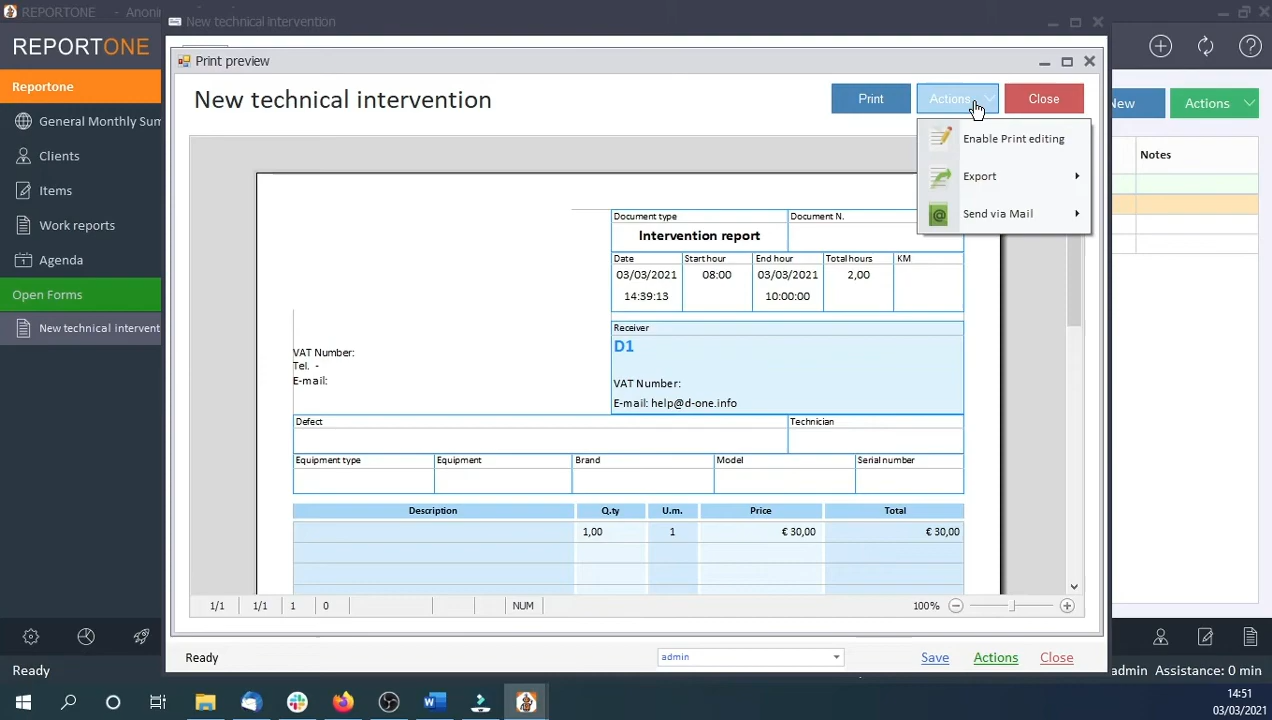 REPORTONE - Anonin
New technical intervention
REPORTONE
Print preview
Reportone
New technical intervention
Print
Actions
Close
New
Actions
General Monthly Sum
Enable Print editing
Notes
Clients
Export
Items
Send via Mail
Work reports
Document type
Document N.
Intervention report
Agenda
Date
Start hour
End hour
Total hours
KM
03/03/2021
08:00
03/03/2021
2,00
Open Forms
14:39:13
10:00:00
New technical intervent
Receiver
D1
VAT Number:
Tel. -
E-mail:
VAT Number:
E-mail: help@d-one.info
Defect
Technician
Equipment type
Equipment
Brand
Model
Serial number
Description
Q.ty
U.m.
Price
Total
1,00
1
€ 30,00
€ 30,00
1/1
1/1
1
0
NUM
100%
Ready
admin
Save
Actions
Close
Ready
admin Assistance: 0 min
14:51
03/03/2021